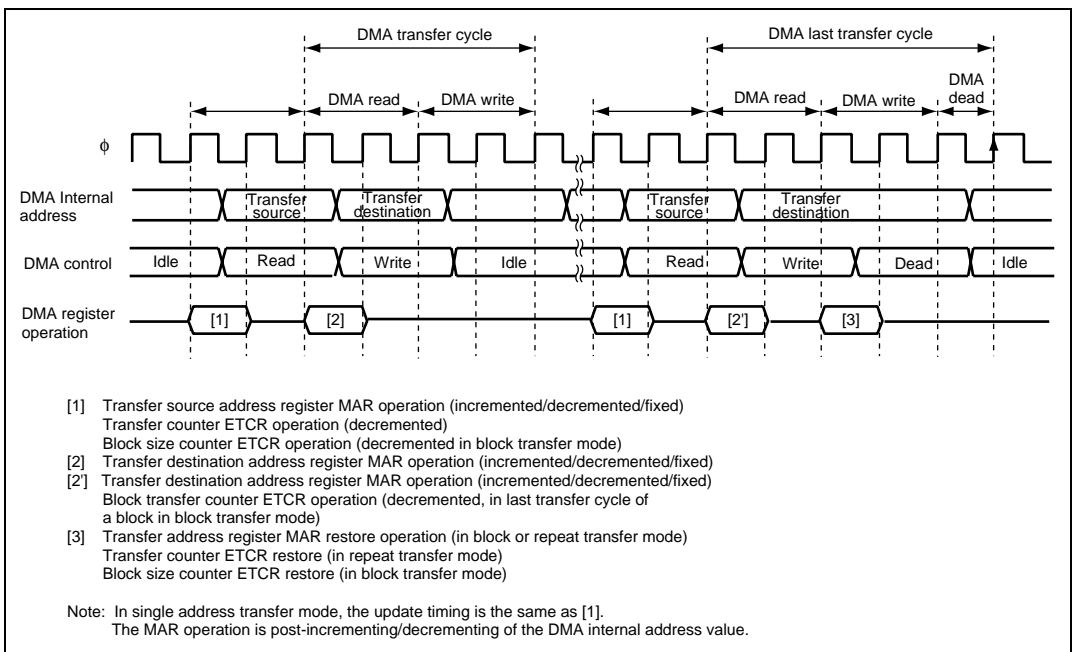 DMA transfer cycle
DMA last transfer cycle
DMA read
DMA write
DMA read
DMA write
DMA
dead
ϕ
DMA Internal
address
Transfer
source
Transfer
destination
Transfer
source
Transfer
destination
DMA control
Idle
Read
Write
Idle
Read
Write
Dead
Idle
DMA register
operation
[1]
[2]
[1]
[2']
[3]
[1] Transfer source address register MAR operation (incremented/decremented/fixed)
Transfer counter ETCR operation (decremented)
Block size counter ETCR operation (decremented in block transfer mode)
[2] Transfer destination address register MAR operation (incremented/decremented/fixed)
[2'] Transfer destination address register MAR operation (incremented/decremented/fixed)
Block transfer counter ETCR operation (decremented, in last transfer cycle of
a block in block transfer mode)
[3] Transfer address register MAR restore operation (in block or repeat transfer mode)
Transfer counter ETCR restore (in repeat transfer mode)
Block size counter ETCR restore (in block transfer mode)
Note: In single address transfer mode, the update timing is the same as [1].
The MAR operation is post-incrementing/decrementing of the DMA internal address value.